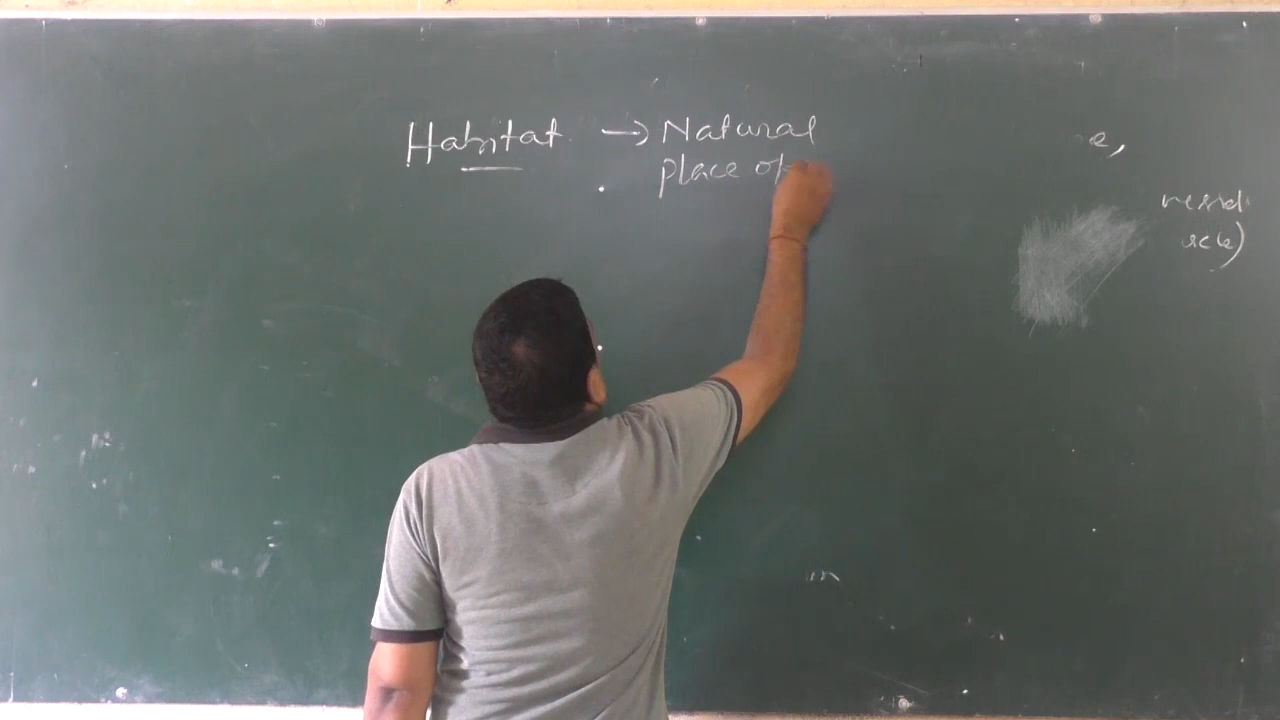 Habitat → Natural
place of